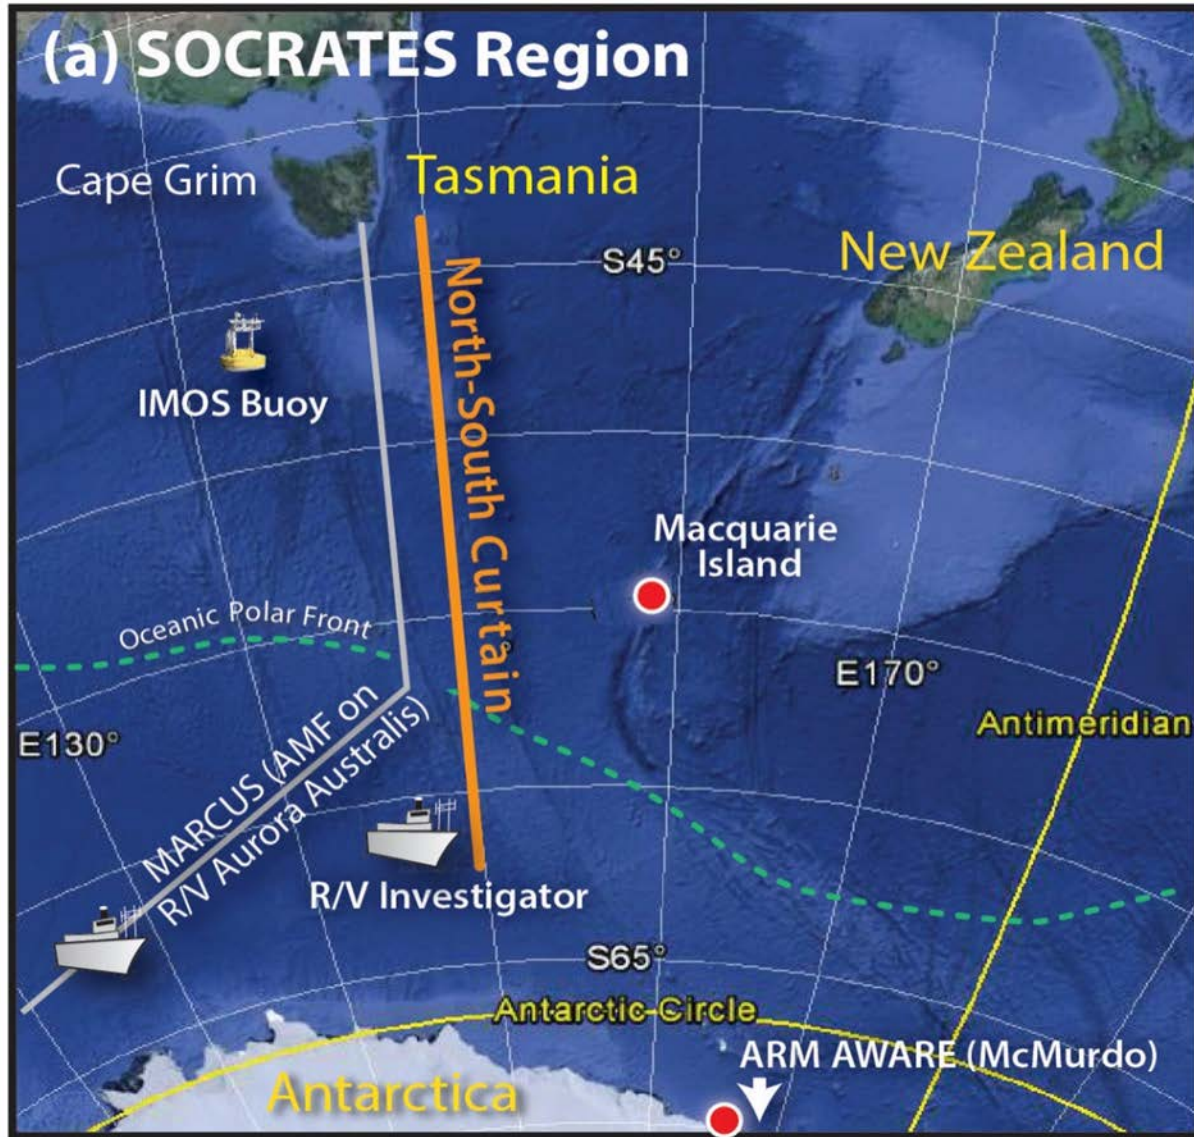 (a) SOCRATES Region
Cape Grim
Tasmania
S45°
New Zealand
North-South Curtain
IMOS Buoy
Macquarie
Island
Oceanic Polar Front
E170°
Antimeridian
E130°
MARCUS (AMF on
R/V Aurora Australis)
R/V Investigator
S65°
Antarctic Circle
ARM AWARE (McMurdo)
Antarctica